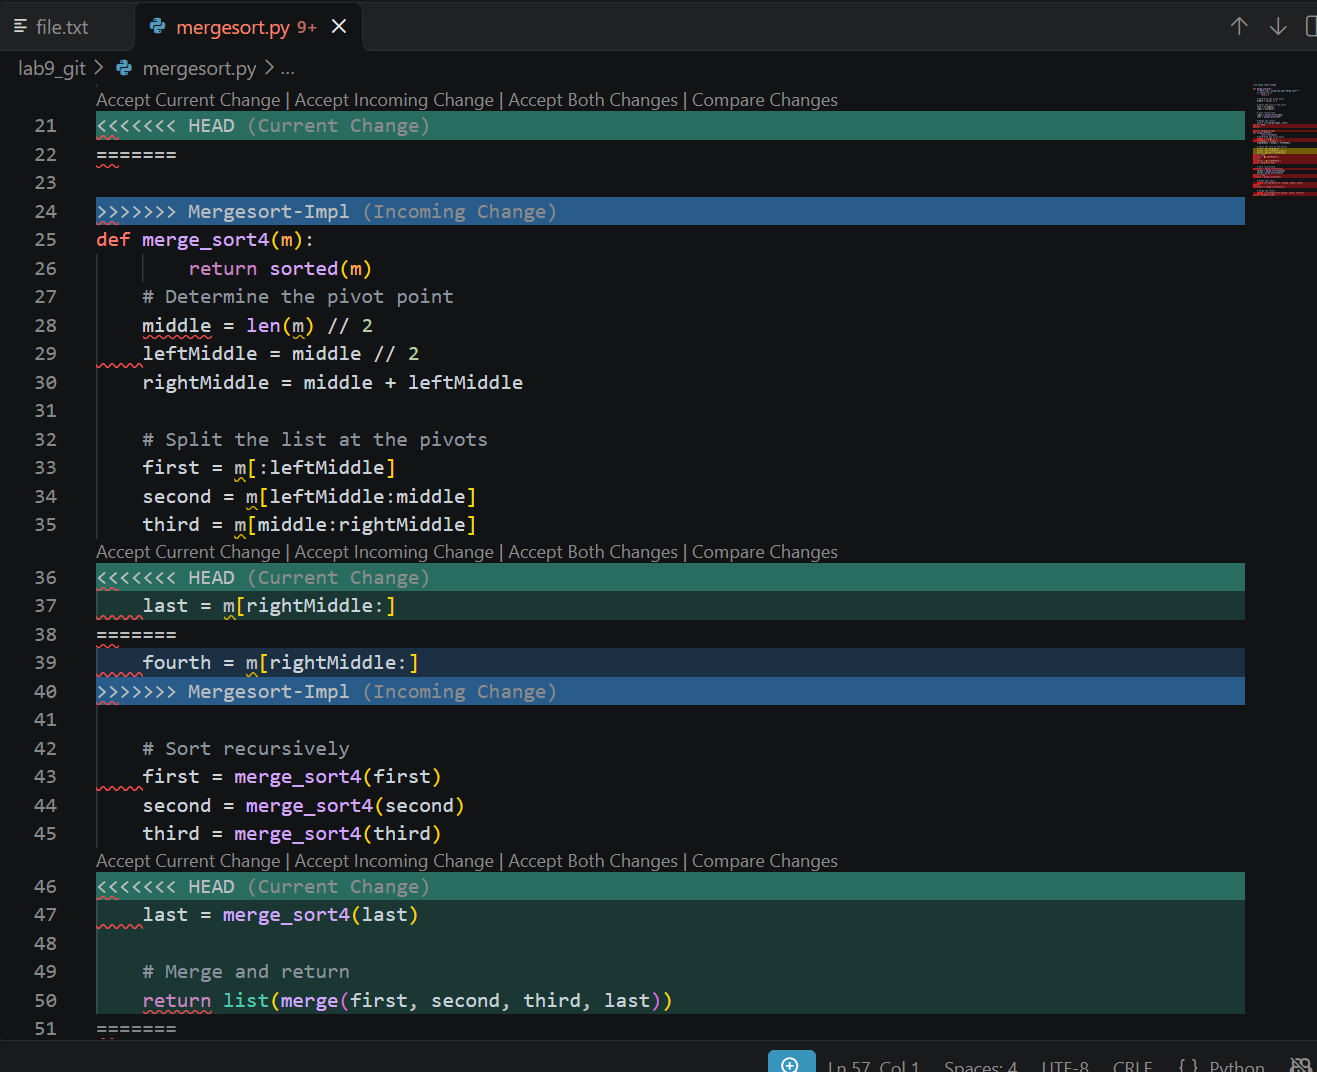 file.txt
mergesort.py 9+
lab9_git > mergesort.py > ...
Accept Current Change | Accept Incoming Change | Accept Both Changes | Compare Changes
21 <<<<<<< HEAD (Current Change)
22 =======
23
24 >>>>>>> Mergesort-Impl (Incoming Change)
25 def merge_sort4(m):
26         return sorted(m)
27     # Determine the pivot point
28     middle = len(m) // 2
29     leftMiddle = middle // 2
30     rightMiddle = middle + leftMiddle
31
32     # Split the list at the pivots
33     first = m[:leftMiddle]
34     second = m[leftMiddle:middle]
35     third = m[middle:rightMiddle]
Accept Current Change | Accept Incoming Change | Accept Both Changes | Compare Changes
36 <<<<<<< HEAD (Current Change)
37     last = m[rightMiddle:]
38 =======
39     fourth = m[rightMiddle:]
40 >>>>>>> Mergesort-Impl (Incoming Change)
41
42     # Sort recursively
43     first = merge_sort4(first)
44     second = merge_sort4(second)
45     third = merge_sort4(third)
Accept Current Change | Accept Incoming Change | Accept Both Changes | Compare Changes
46 <<<<<<< HEAD (Current Change)
47     last = merge_sort4(last)
48
49     # Merge and return
50     return list(merge(first, second, third, last))
51 =======
Ln 57, Col 1 Spaces: 4 UTF-8 CRLF { } Python